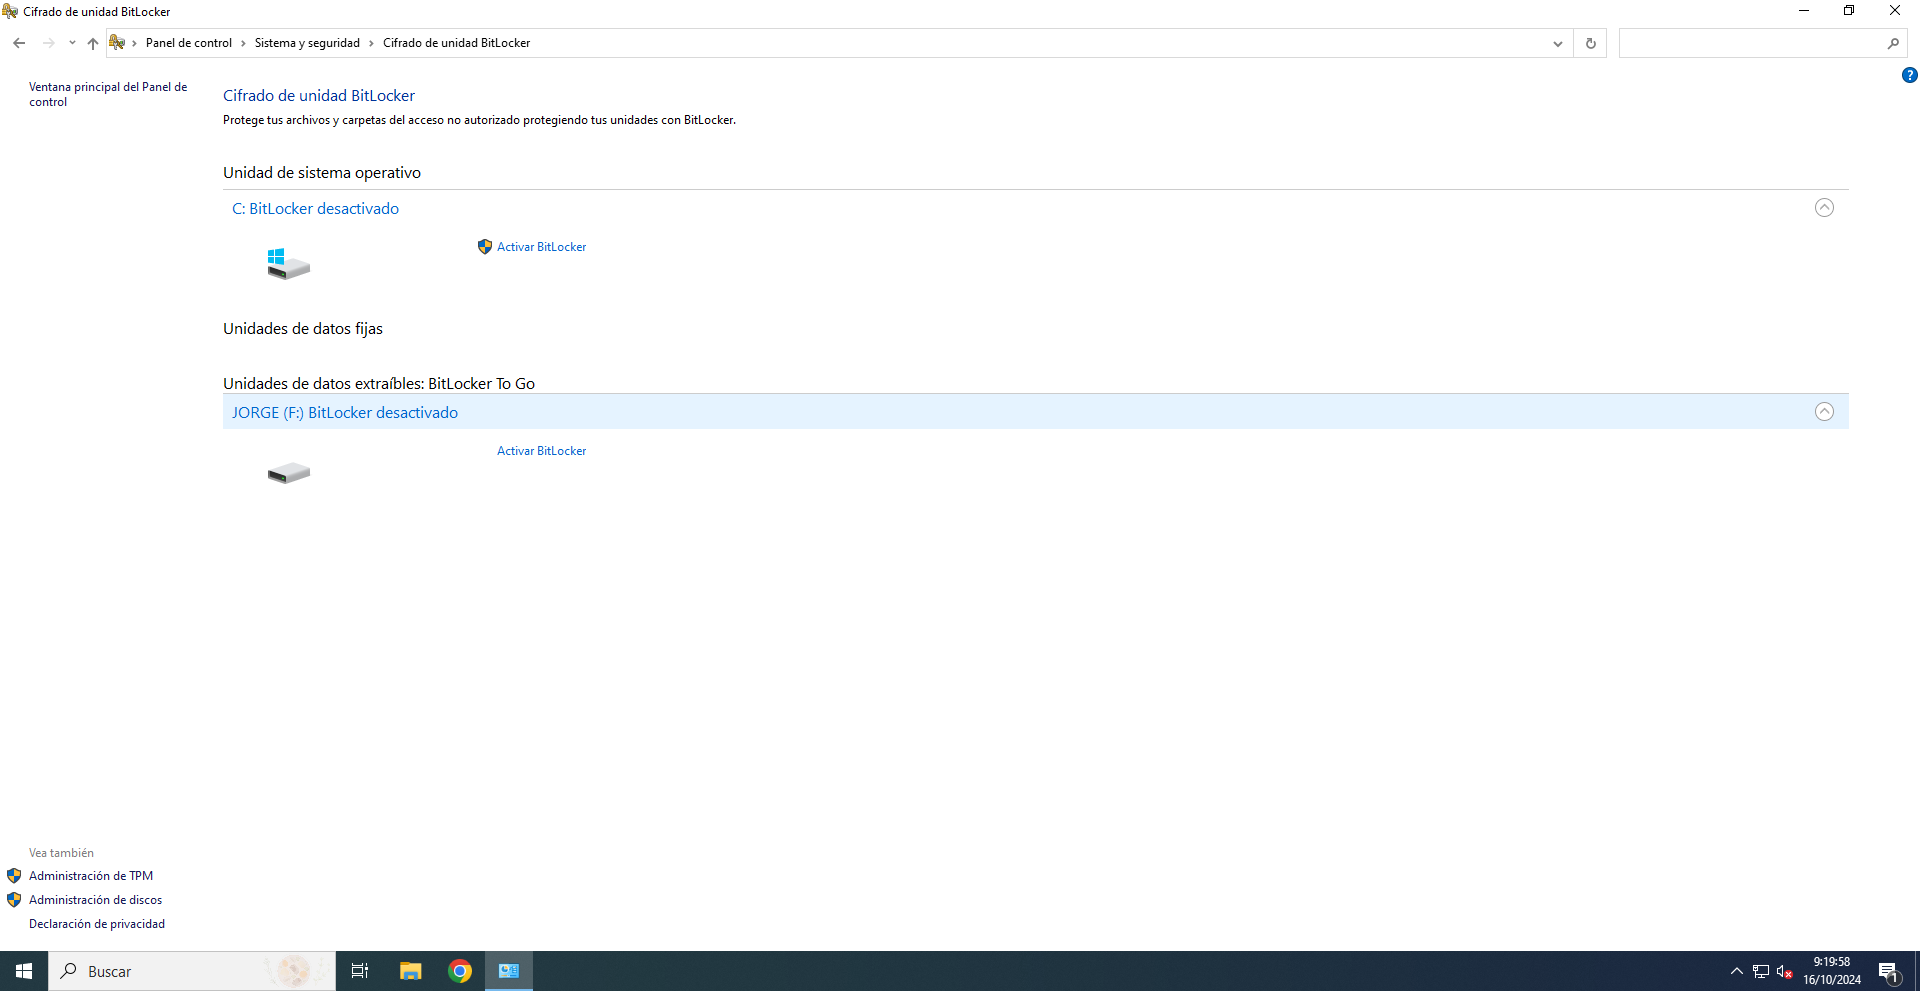 Cifrado de unidad BitLocker
Panel de control
Sistema y seguridad
Cifrado de unidad BitLocker
?
Ventana principal del Panel de
control
Cifrado de unidad BitLocker
Protege tus archivos y carpetas del acceso no autorizado protegiendo tus unidades con BitLocker.
Unidad de sistema operativo
C: BitLocker desactivado
Activar BitLocker
Unidades de datos fijas
Unidades de datos extraíbles: BitLocker To Go
JORGE (F:) BitLocker desactivado
Activar BitLocker
Vea también
Administración de TPM
Administración de discos
Declaración de privacidad
Buscar
9:19:58
16/10/2024
1